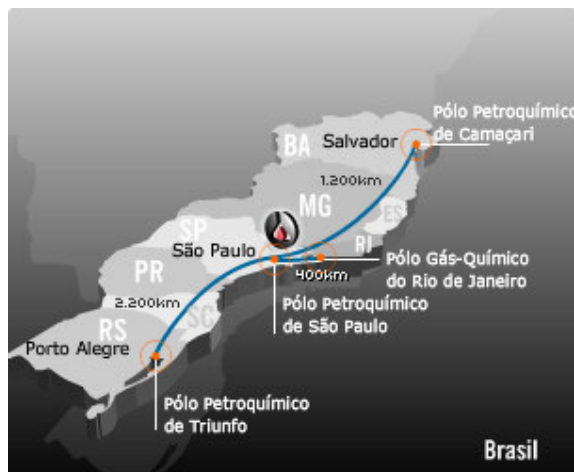 Pólo Petroquímico
de Camaçari
Salvador
BA
1.200km
MG
ES
SP
RJ
São Paulo
Pólo Gás-Químico
do Rio de Janeiro
400km
PR
Pólo Petroquímico
de São Paulo
2.200km
SC
RS
Porto Alegre
Pólo Petroquímico
de Triunfo
Brasil